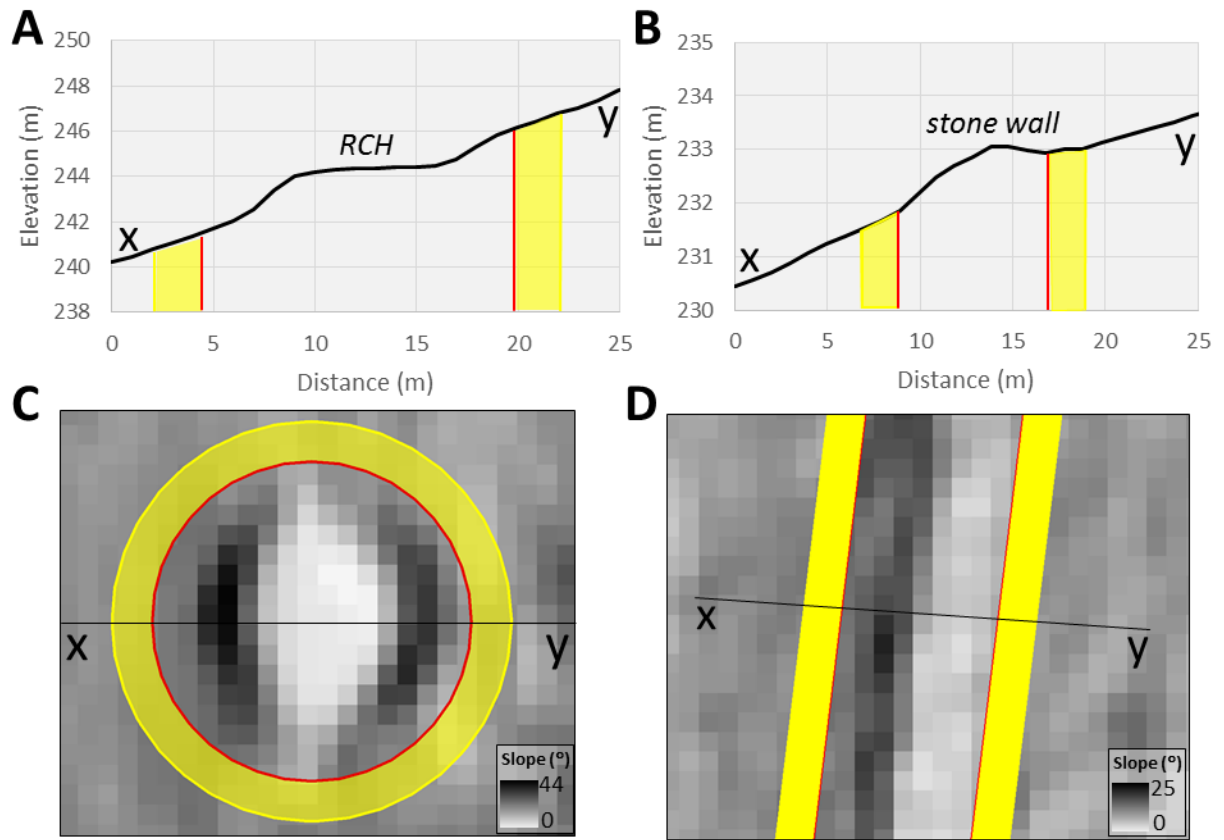 A
250
248
246
244
242
240
238
Elevation (m)
x
RCH
y
0
5
10
15
20
25
Distance (m)
B
235
234
233
232
231
230
Elevation (m)
x
stone wall
y
0
5
10
15
20
25
Distance (m)
C
x
y
Slope (°)
44
0
D
x
y
Slope (°)
25
0